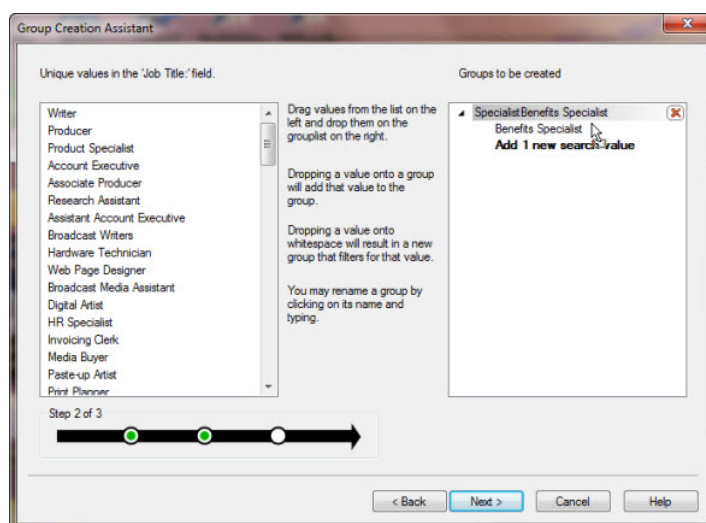 Group Creation Assistant
Unique values in the 'Job Title:' field.
Groups to be created
Writer
Producer
Product Specialist
Account Executive
Associate Producer
Research Assistant
Assistant Account Executive
Broadcast Writers
Hardware Technician
Web Page Designer
Broadcast Media Assistant
Digital Artist
HR Specialist
Invoicing Clerk
Media Buyer
Paste-up Artist
Print Planner
Drag values from the list on the
left and drop them on the
grouplist on the right.
Dropping a value onto a group
will add that value to the
group.
Dropping a value onto
whitespace will result in a new
group that filters for that value.
You may rename a group by
clicking on its name and
typing.
SpecialistBenefits Specialist
Benefits Specialist
Add 1 new search value
Step 2 of 3
< Back
Next >
Cancel
Help